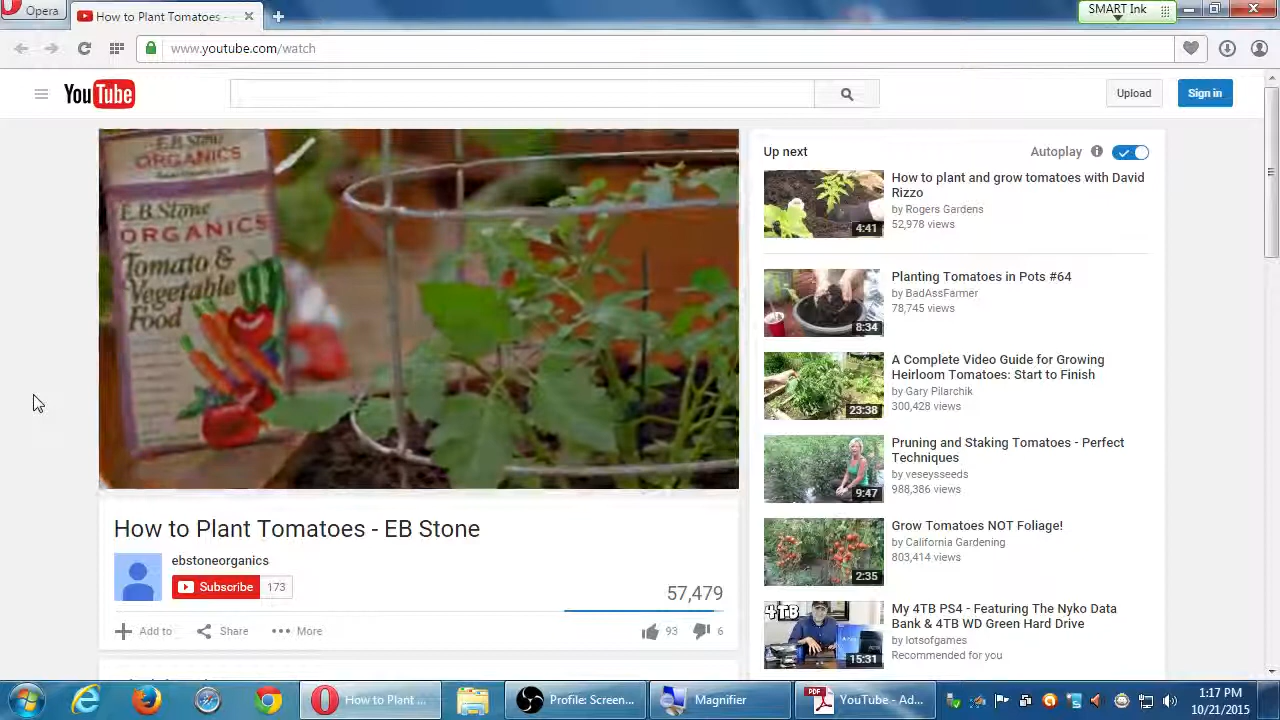 Opera
How to Plant Tomatoes -
SMART Ink
www.youtube.com/watch
YouTube
Upload
Sign in
E.B. Stone
ORGANICS
E.B. Stone
ORGANICS
Tomato &
Vegetable
Food
Up next
Autoplay
How to plant and grow tomatoes with David
Rizzo
by Rogers Gardens
52,978 views
4:41
Planting Tomatoes in Pots #64
by BadAssFarmer
78,745 views
8:34
A Complete Video Guide for Growing
Heirloom Tomatoes: Start to Finish
by Gary Pilarchik
300,428 views
23:38
Pruning and Staking Tomatoes - Perfect
Techniques
by veseysseeds
988,386 views
9:47
Grow Tomatoes NOT Foliage!
by California Gardening
803,414 views
2:35
4TB
My 4TB PS4 - Featuring The Nyko Data
Bank & 4TB WD Green Hard Drive
by lotsofgames
Recommended for you
15:31
How to Plant Tomatoes - EB Stone
ebstoneorganics
Subscribe 173
57,479
Add to Share More 93 6
How to Plant ...
Profile: Screen...
Magnifier
PDF
YouTube - Ad...
1:17 PM
10/21/2015